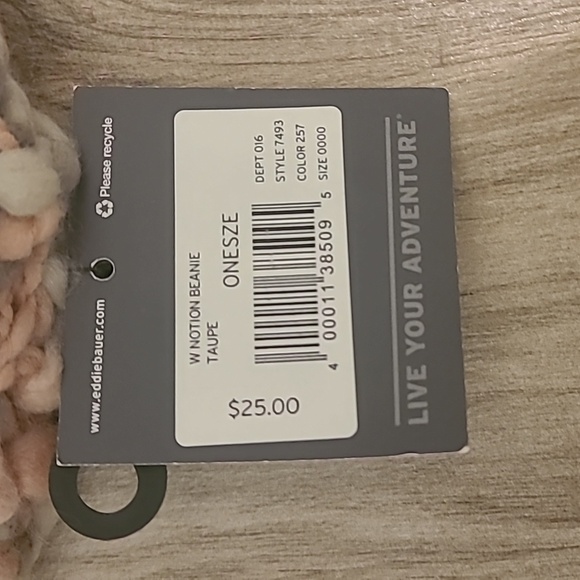 www.eddiebauer.com
Please recycle
W NOTION BEANIE
TAUPE
ONESZE
DEPT 016
STYLE 7493
COLOR 257
SIZE 0000
4 00011 38509 5
$25.00
LIVE YOUR ADVENTURE®